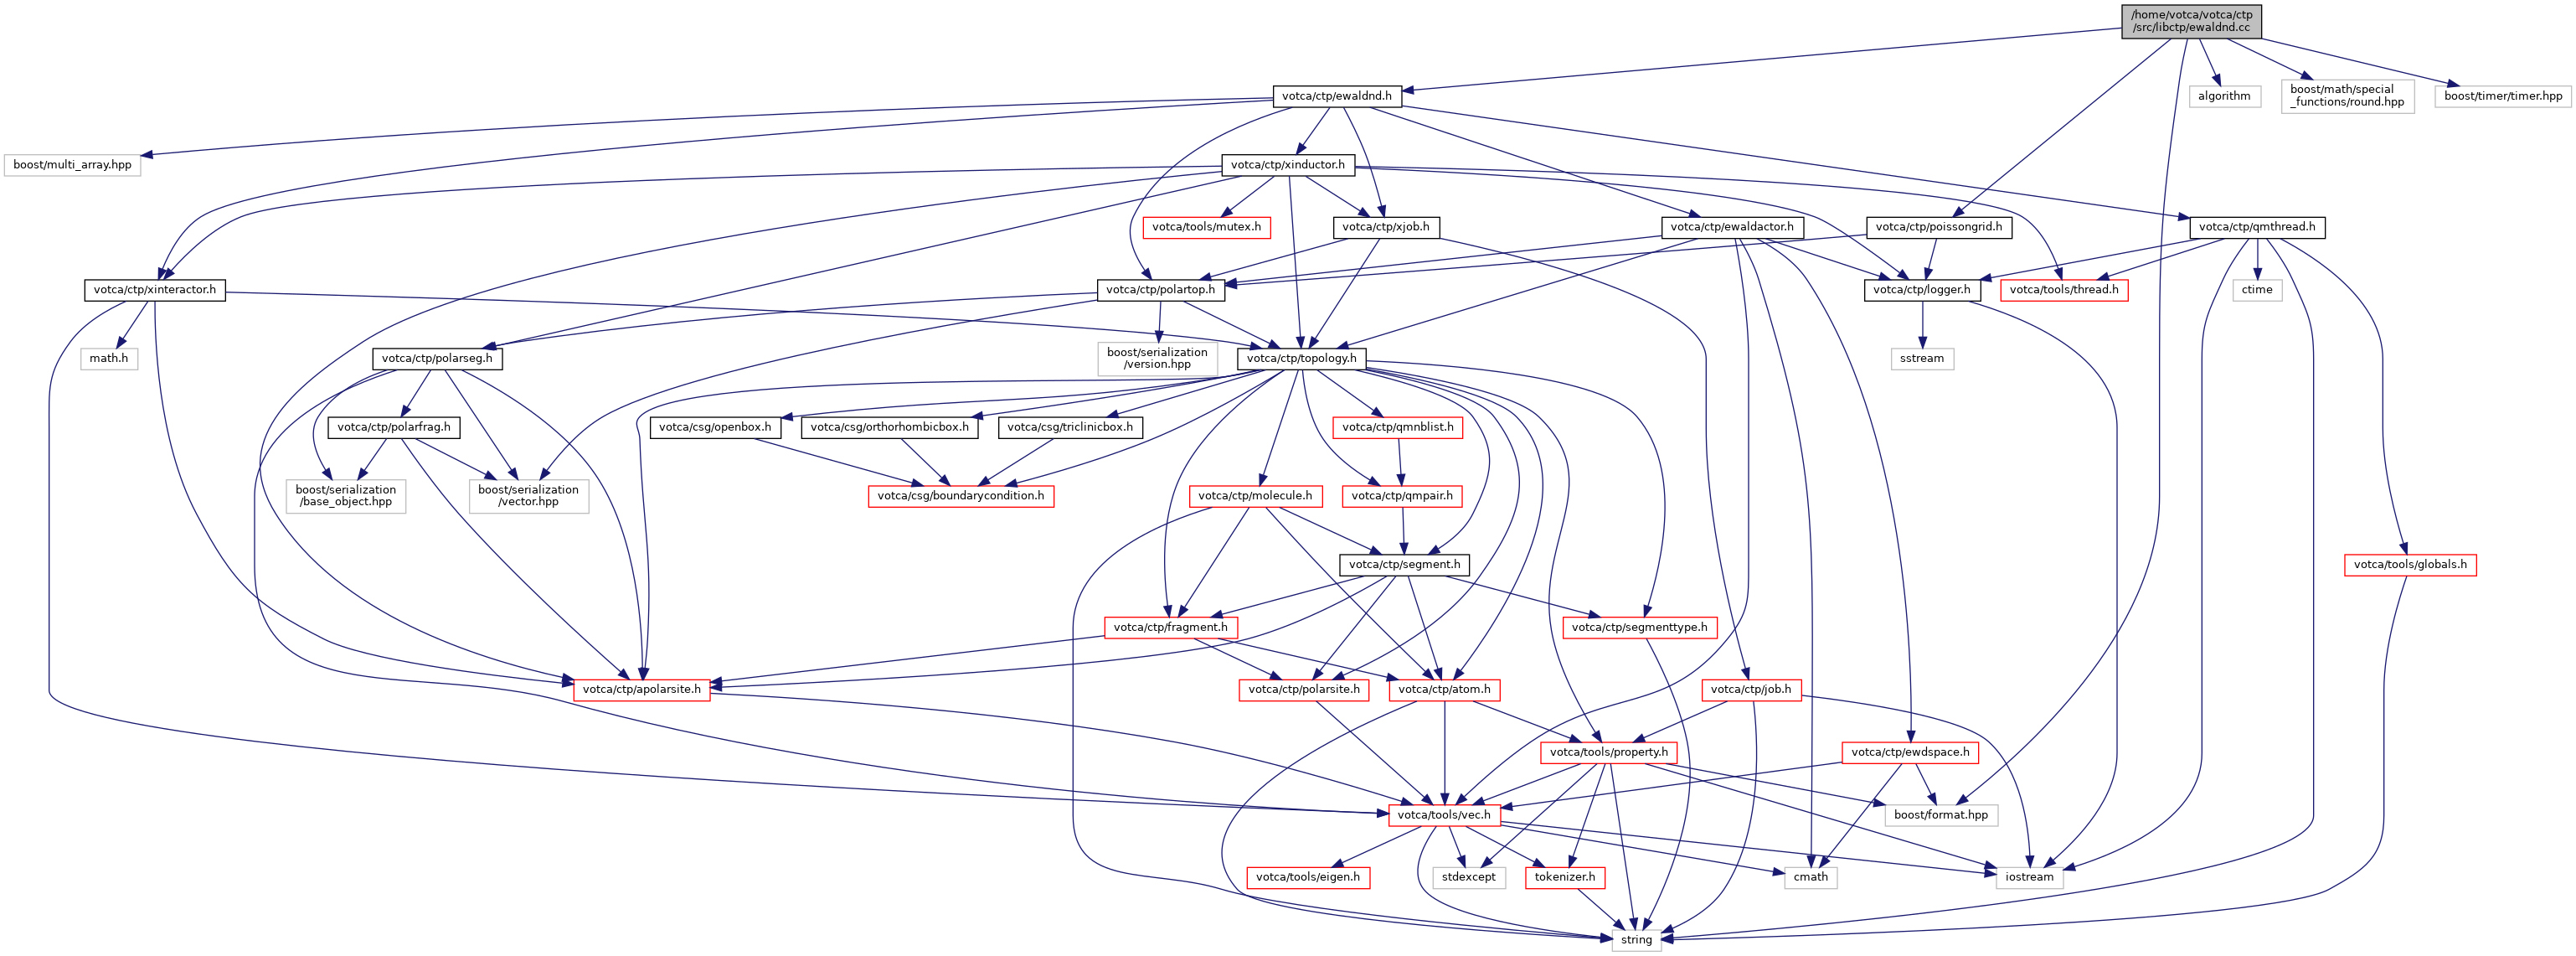 /home/votca/votca/ctp
/src/libctp/ewaldnd.cc
votca/ctp/ewaldnd.h
algorithm
boost/math/special
_functions/round.hpp
boost/timer/timer.hpp
boost/multi_array.hpp
votca/ctp/xinductor.h
votca/tools/mutex.h
votca/ctp/xjob.h
votca/ctp/ewaldactor.h
votca/ctp/poissongrid.h
votca/ctp/qmthread.h
votca/ctp/xinteractor.h
votca/ctp/polartop.h
votca/ctp/logger.h
votca/tools/thread.h
ctime
math.h
votca/ctp/polarseg.h
boost/serialization
/version.hpp
votca/ctp/topology.h
sstream
votca/ctp/polarfrag.h
votca/csg/openbox.h
votca/csg/orthorhombicbox.h
votca/csg/triclinicbox.h
votca/ctp/qmnblist.h
boost/serialization
/base_object.hpp
boost/serialization
/vector.hpp
votca/csg/boundarycondition.h
votca/ctp/molecule.h
votca/ctp/qmpair.h
votca/ctp/segment.h
votca/tools/globals.h
votca/ctp/fragment.h
votca/ctp/segmenttype.h
votca/ctp/apolarsite.h
votca/ctp/polarsite.h
votca/ctp/atom.h
votca/ctp/job.h
votca/tools/property.h
votca/ctp/ewdspace.h
votca/tools/vec.h
boost/format.hpp
votca/tools/eigen.h
stdexcept
tokenizer.h
cmath
iostream
string